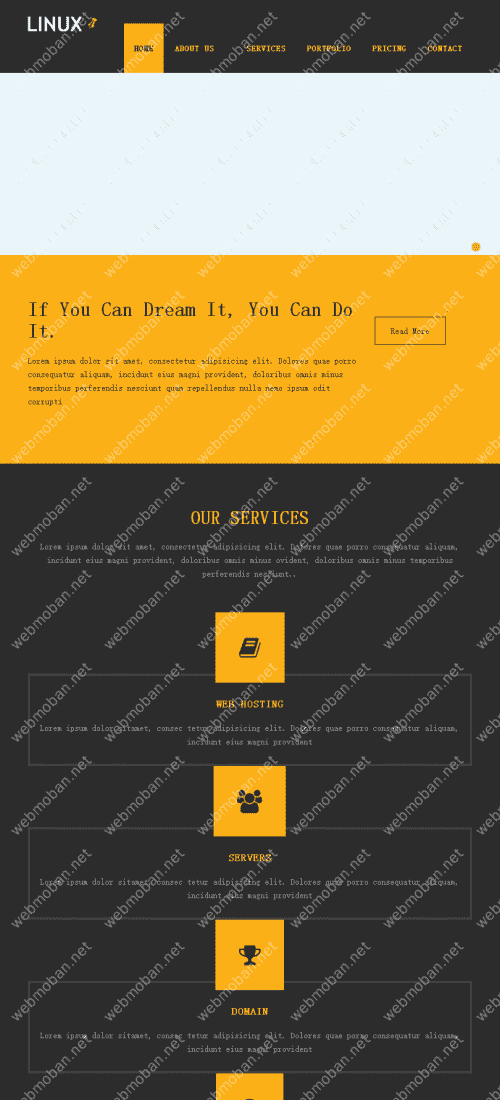 LINUX
HOME ABOUT US SERVICES PORTFOLIO PRICING CONTACT
If You Can Dream It, You Can Do
It.
Read More
Lorem ipsum dolor sit amet, consectetur adipisicing elit. Dolores quae porro
consequatur aliquam, incidunt eius magni provident, doloribus omnis minus
temporibus perferendis nesciunt quam repellendus nulla nemo ipsum odit
corrupti
OUR SERVICES
Lorem ipsum dolor sit amet, consectetur adipisicing elit. Dolores quae porro consequatur aliquam,
incidunt eius magni provident, doloribus omnis minus ovident, doloribus omnis minus temporibus
perferendis nesciunt..
WEB HOSTING
Lorem ipsum dolor sitamet, consec tetur adipisicing elit. Dolores quae porro consequatur aliquam,
incidunt eius magni provident
SERVERS
Lorem ipsum dolor sitamet, consec tetur adipisicing elit. Dolores quae porro consequatur aliquam,
incidunt eius magni provident
DOMAIN
Lorem ipsum dolor sitamet, consec tetur adipisicing elit. Dolores quae porro consequatur aliquam,
incidunt eius magni provident
webmoban.net